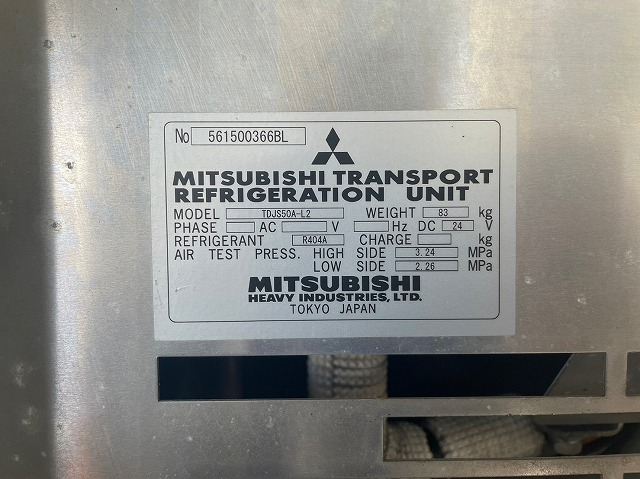 No 561500366BL
MITSUBISHI TRANSPORT
REFRIGERATION UNIT
MODEL TDJS50A-L2 WEIGHT 83 kg
PHASE AC V Hz DC 24 V
REFRIGERANT R404A CHARGE kg
AIR TEST PRESS. HIGH SIDE 3.24 MPa
LOW SIDE 2.26 MPa
MITSUBISHI
HEAVY INDUSTRIES, LTD.
TOKYO JAPAN